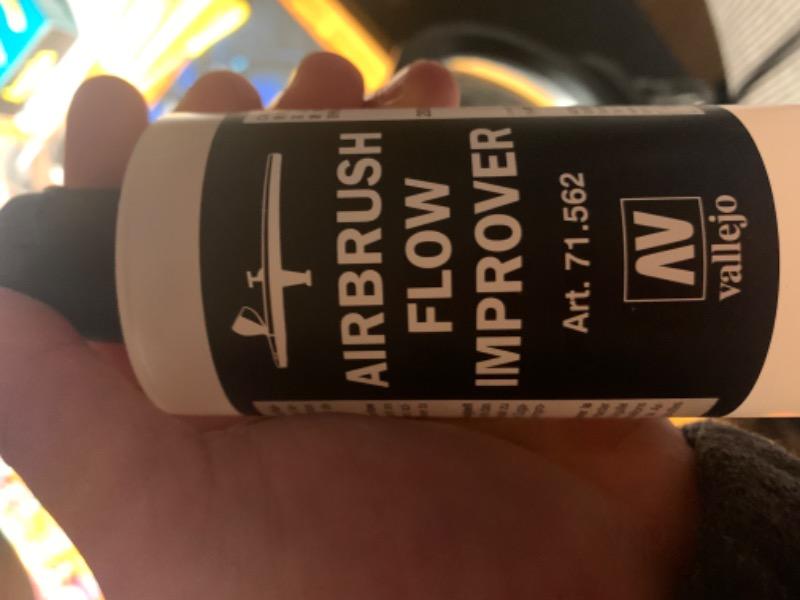 AIRBRUSH
FLOW
IMPROVER
Art. 71.562
AV
vallejo